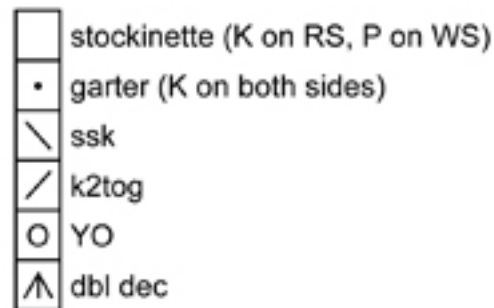 stockinette (K on RS, P on WS)
garter (K on both sides)
ssk
k2tog
YO
dbl dec